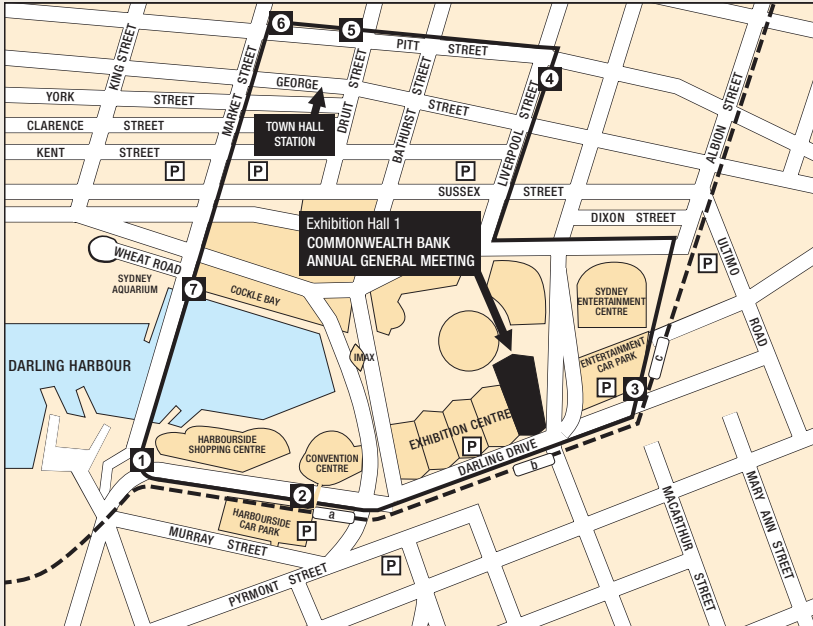 6
5
PITT STREET
KING STREET
MARKET STREET
GEORGE STREET
4
YORK STREET
DRUIT STREET
BATHURST STREET
LIVERPOOL STREET
ALBION STREET
TOWN HALL
STATION
CLARENCE STREET
KENT STREET
P
P
P
SUSSEX STREET
DIXON STREET
Exhibition Hall 1
COMMONWEALTH BANK
ANNUAL GENERAL MEETING
WHEAT ROAD
SYDNEY
AQUARIUM
7
COCKLE BAY
P
ULTIMO ROAD
SYDNEY
ENTERTAINMENT
CENTRE
DARLING HARBOUR
IMAX
ENTERTAINMENT
CAR PARK
c
P
3
HARBOURSIDE
SHOPPING CENTRE
CONVENTION
CENTRE
EXHIBITION CENTRE
P
DARLING DRIVE
b
1
2
a
HARBOURSIDE
CAR PARK
P
MURRAY STREET
PYRMONT STREET
P
MACARTHUR STREET
MARY ANN STREET